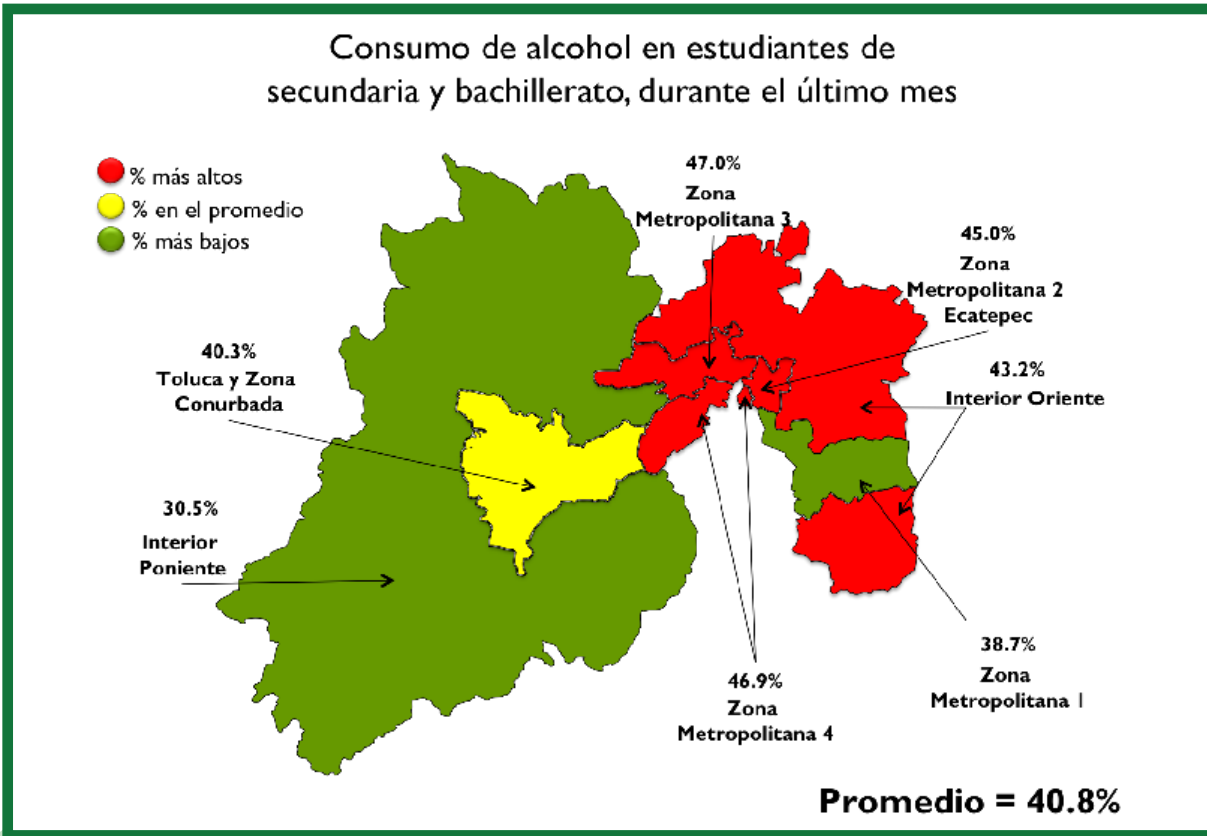 Consumo de alcohol en estudiantes de
secundaria y bachillerato, durante el último mes
% más altos
% en el promedio
% más bajos
47.0%
Zona
Metropolitana 3
45.0%
Zona
Metropolitana 2
Ecatepec
40.3%
Toluca y Zona
Conurbada
43.2%
Interior Oriente
30.5%
Interior
Poniente
38.7%
Zona
Metropolitana 1
46.9%
Zona
Metropolitana 4
Promedio = 40.8%